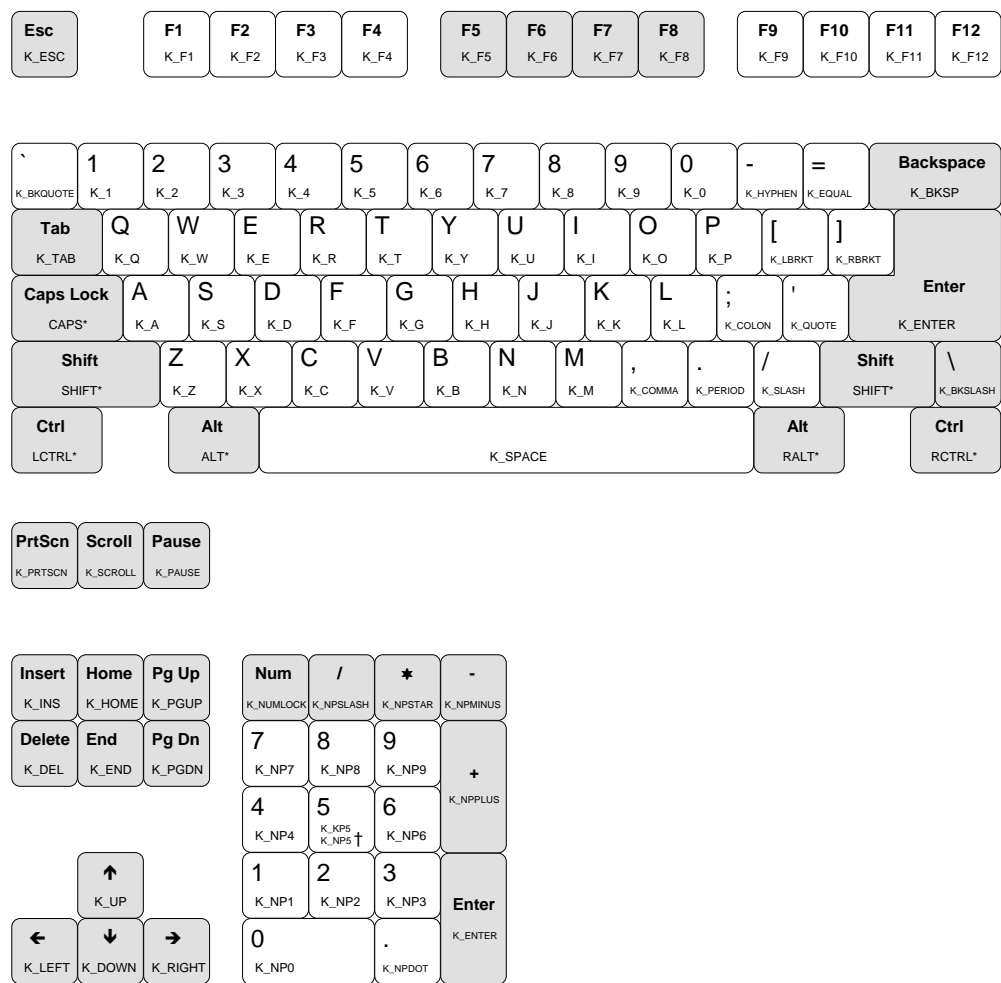 Esc F1 F2 F3 F4 F5 F6 F7 F8 F9 F10 F11 F12
K_ESC K_F1 K_F2 K_F3 K_F4 K_F5 K_F6 K_F7 K_F8 K_F9 K_F10 K_F11 K_F12
` 1 2 3 4 5 6 7 8 9 0 - = Backspace
K_BKQUOTE K_1 K_2 K_3 K_4 K_5 K_6 K_7 K_8 K_9 K_0 K_HYPHEN K_EQUAL K_BKSP
Tab Q W E R T Y U I O P [ ]
K_TAB K_Q K_W K_E K_R K_T K_Y K_U K_I K_O K_P K_LBRKT K_RBRKT
Caps Lock A S D F G H J K L ; ' Enter
CAPS* K_A K_S K_D K_F K_G K_H K_J K_K K_L K_COLON K_QUOTE K_ENTER
Shift Z X C V B N M , . / Shift \
SHIFT* K_Z K_X K_C K_V K_B K_N K_M K_COMMA K_PERIOD K_SLASH SHIFT* K_BKSLASH
Ctrl Alt Alt Ctrl
LCTRL* ALT* K_SPACE RALT* RCTRL*
PrtScn Scroll Pause
K_PRTSCN K_SCROLL K_PAUSE
Insert Home Pg Up Num / * -
K_INS K_HOME K_PGUP K_NUMLOCK K_NPSLASH K_NPSTAR K_NPMINUS
Delete End Pg Dn 7 8 9 +
K_DEL K_END K_PGDN K_NP7 K_NP8 K_NP9 K_NPPLUS
4 5 6
K_NP4 K_KP5 K_NP5† K_NP6
↑ 1 2 3 Enter
K_UP K_NP1 K_NP2 K_NP3 K_ENTER
← ↓ → 0 .
K_LEFT K_DOWN K_RIGHT K_NP0 K_NPDOT